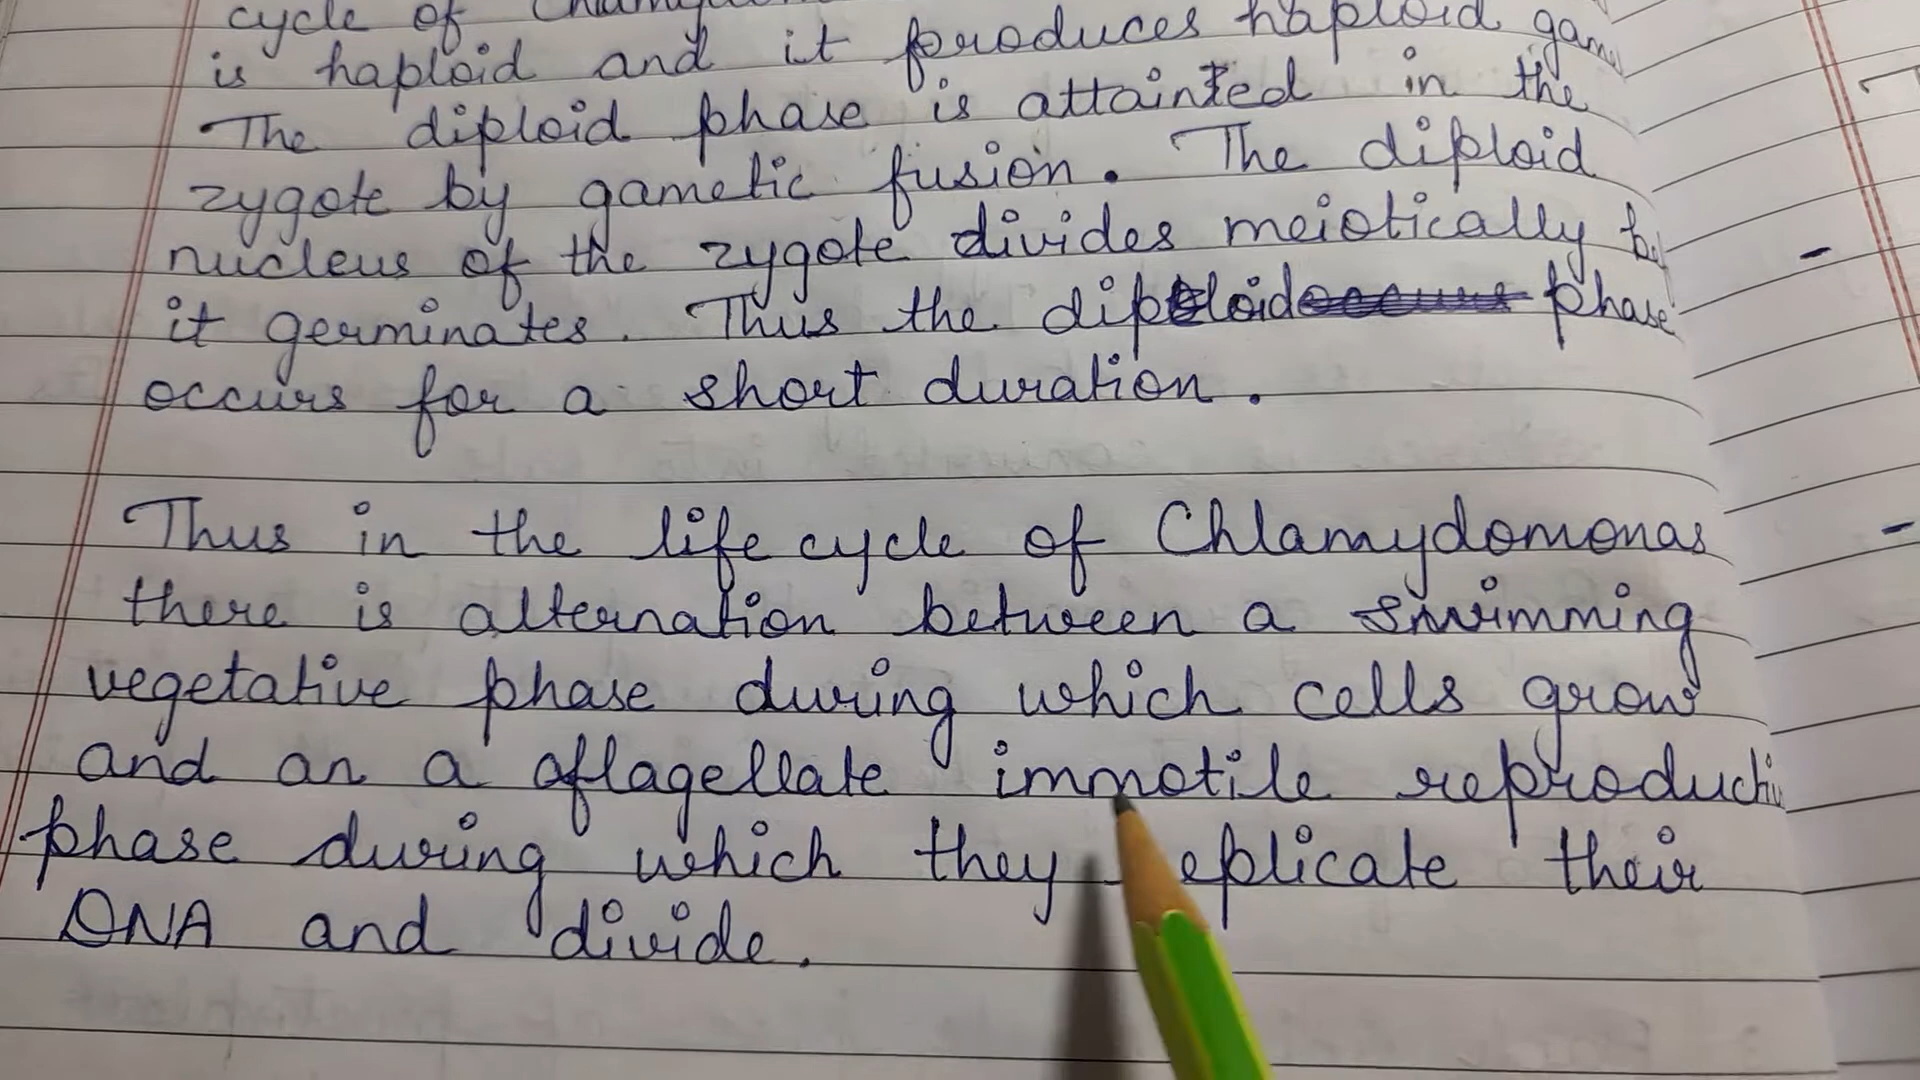 cycle of
is haploid and it produces haploid
The diploid phase is attainted in the
zygote by gametic fusion. The diploid
nucleus of the zygote divides meiotically
it germinates. Thus the diploid phase
occurs for a short duration.
Thus in the life cycle of Chlamydomonas
there is alternation between a swimming
vegetative phase during which cells grow
and an a aflagellate immotile
phase during which they their
DNA and divide.